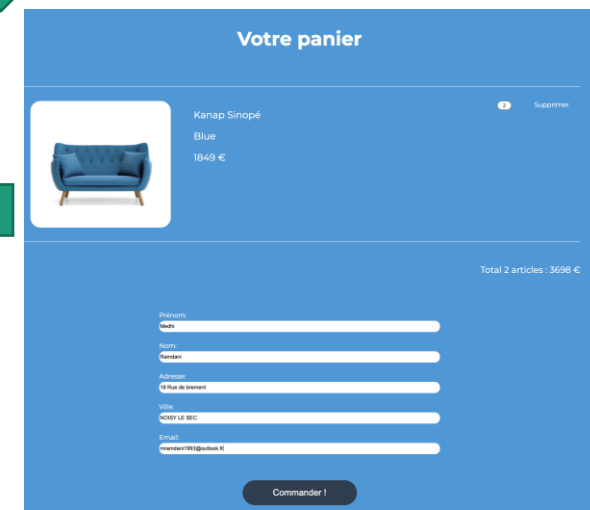 Votre panier
Kanap Sinopé
2
Supprimer
Blue
1849 €
Total 2 articles : 3698 €
Prénom:
Medhi
Nom:
Ramdani
Adresse:
18 Rue de brement
Ville:
NOISY LE SEC
Email:
Commander !